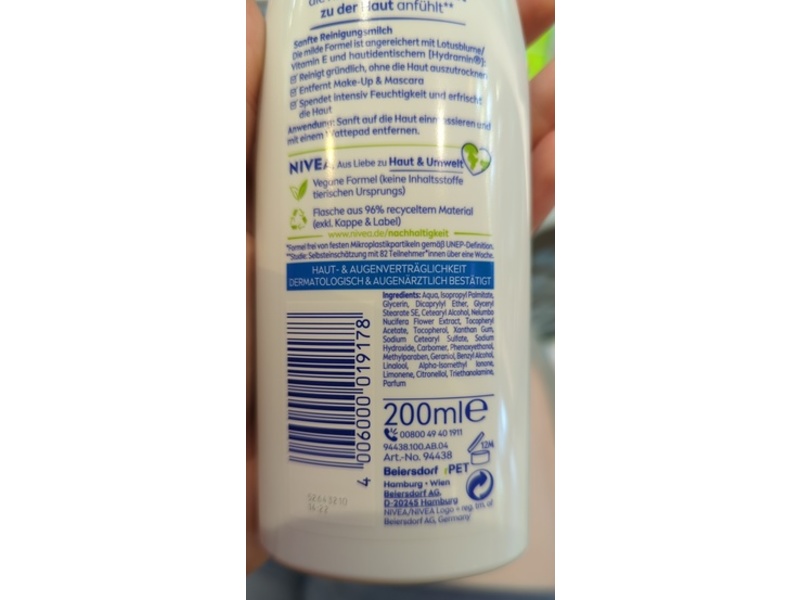 zu der Haut anfühlt**
Sanfte Reinigungsmilch
Die milde Formel ist angereichert mit Lotusblume/
Vitamin E und hautidentischem [Hydramin®]:
Reinigt gründlich, ohne die Haut auszutrocknen
Entfernt Make-Up & Mascara
Spendet intensiv Feuchtigkeit und erfrischt
die Haut
Anwendung: Sanft auf die Haut einmassieren und
mit einem Wattepad entfernen.
NIVEA. Aus Liebe zu Haut & Umwelt
Vegane Formel (keine Inhaltsstoffe
tierischen Ursprungs)
Flasche aus 96% recyceltem Material
(exkl. Kappe & Label)
www.nivea.de/nachhaltigkeit
*Formel frei von festen Mikroplastikpartikeln gemäß UNEP-Definition.
**Studie: Selbsteinschätzung mit 82 Teilnehmer*innen über eine Woche.
HAUT- & AUGENVERTRÄGLICHKEIT
DERMATOLOGISCH & AUGENÄRZTLICH BESTÄTIGT
Ingredients: Aqua, Isopropyl Palmitate,
Glycerin, Dicaprylyl Ether, Glyceryl
Stearate SE, Cetearyl Alcohol, Nelumbo
Nucifera Flower Extract, Tocopheryl
Acetate, Tocopherol, Xanthan Gum,
Sodium Cetearyl Sulfate, Sodium
Hydroxide, Carbomer, Phenoxyethanol,
Methylparaben, Geraniol, Benzyl Alcohol,
Linalool, Alpha-Isomethyl Ionone,
Limonene, Citronellol, Triethanolamine,
Parfum
4 006000 019178
200ml e
00800 49 40 1911
94438.100.AB.04
Art.-No. 94438
12M
Beiersdorf PET
Hamburg • Wien
Beiersdorf AG,
D-20245 Hamburg
NIVEA/NIVEA Logo = reg. tm. of
Beiersdorf AG, Germany
52643210